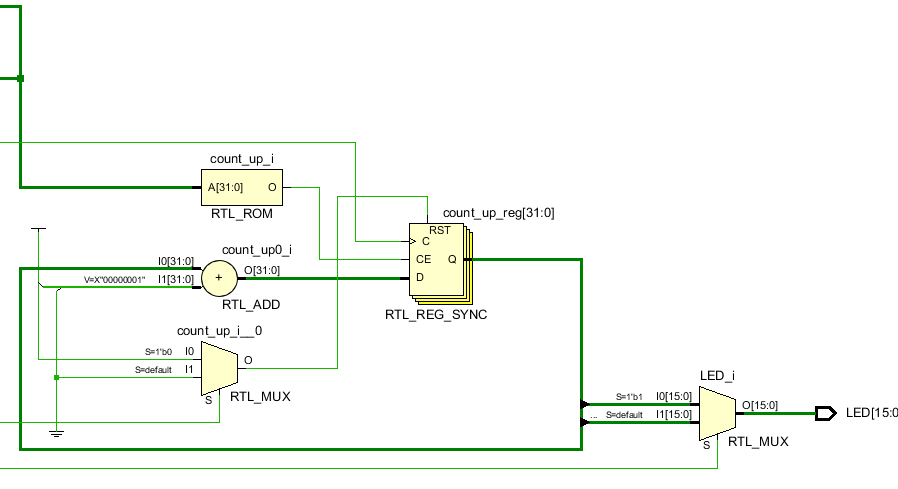 count_up_i
A[31:0] O
RTL_ROM
count_up_reg[31:0]
RST
C
CE Q
D
RTL_REG_SYNC
count_up0_i
I0[31:0]
V=X"00000001" I1[31:0]
+
O[31:0]
RTL_ADD
count_up_i__0
S=1'b0 I0
S=default I1
O
S
RTL_MUX
LED_i
S=1'b1 I0[15:0]
... S=default I1[15:0]
O[15:0]
S
RTL_MUX
LED[15:0